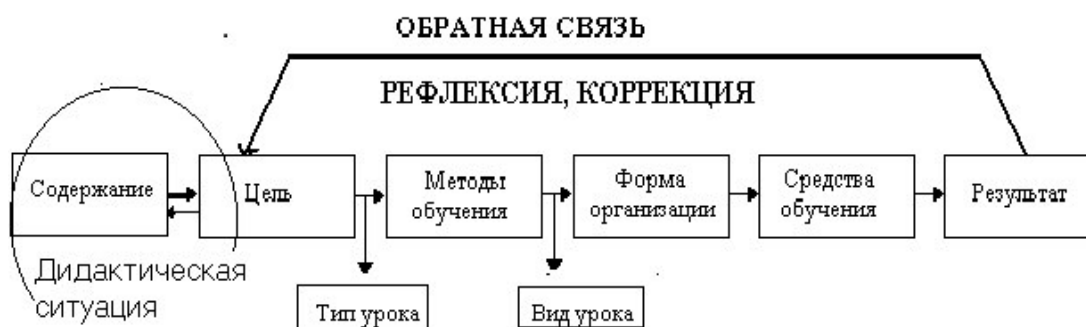 ОБРАТНАЯ СВЯЗЬ
РЕФЛЕКСИЯ, КОРРЕКЦИЯ
Содержание
Цель
Методы
обучения
Форма
организации
Средства
обучения
Результат
Дидактическая
ситуация
Тип урока
Вид урока